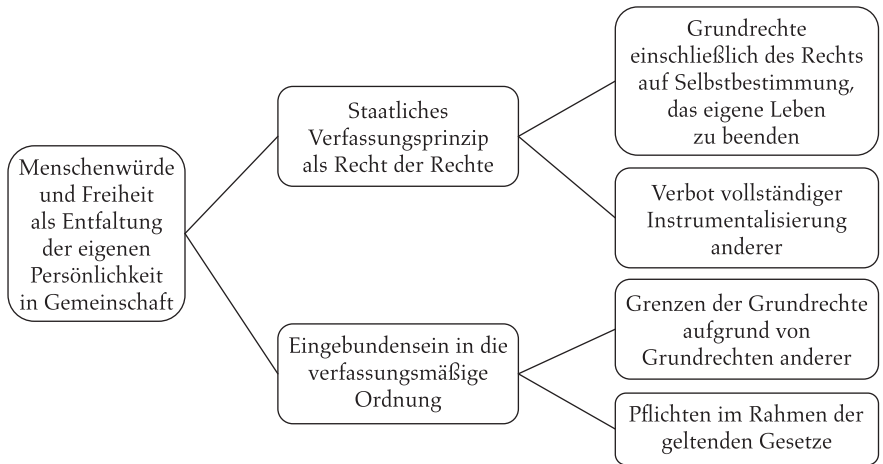 Menschenwürde
und Freiheit
als Entfaltung
der eigenen
Persönlichkeit
in Gemeinschaft
Staatliches
Verfassungsprinzip
als Recht der Rechte
Eingebundensein in die
verfassungsmäßige
Ordnung
Grundrechte
einschließlich des Rechts
auf Selbstbestimmung,
das eigene Leben
zu beenden
Verbot vollständiger
Instrumentalisierung
anderer
Grenzen der Grundrechte
aufgrund von
Grundrechten anderer
Pflichten im Rahmen der
geltenden Gesetze